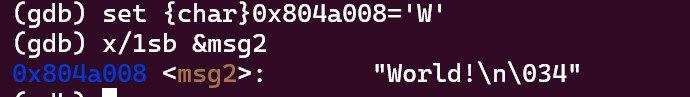 (gdb) set {char}0x804a008='W'
(gdb) x/1sb &msg2
0x804a008 <msg2>:        "World!\n\034"
(gdb)